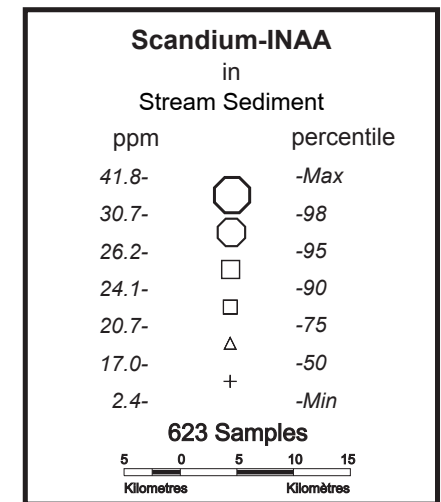 Scandium-INAA
in
Stream Sediment
ppm percentile
41.8- -Max
30.7- -98
26.2- -95
24.1- -90
20.7- -75
17.0- -50
2.4- -Min
623 Samples
5 0 5 10 15
Kilometres Kilomètres